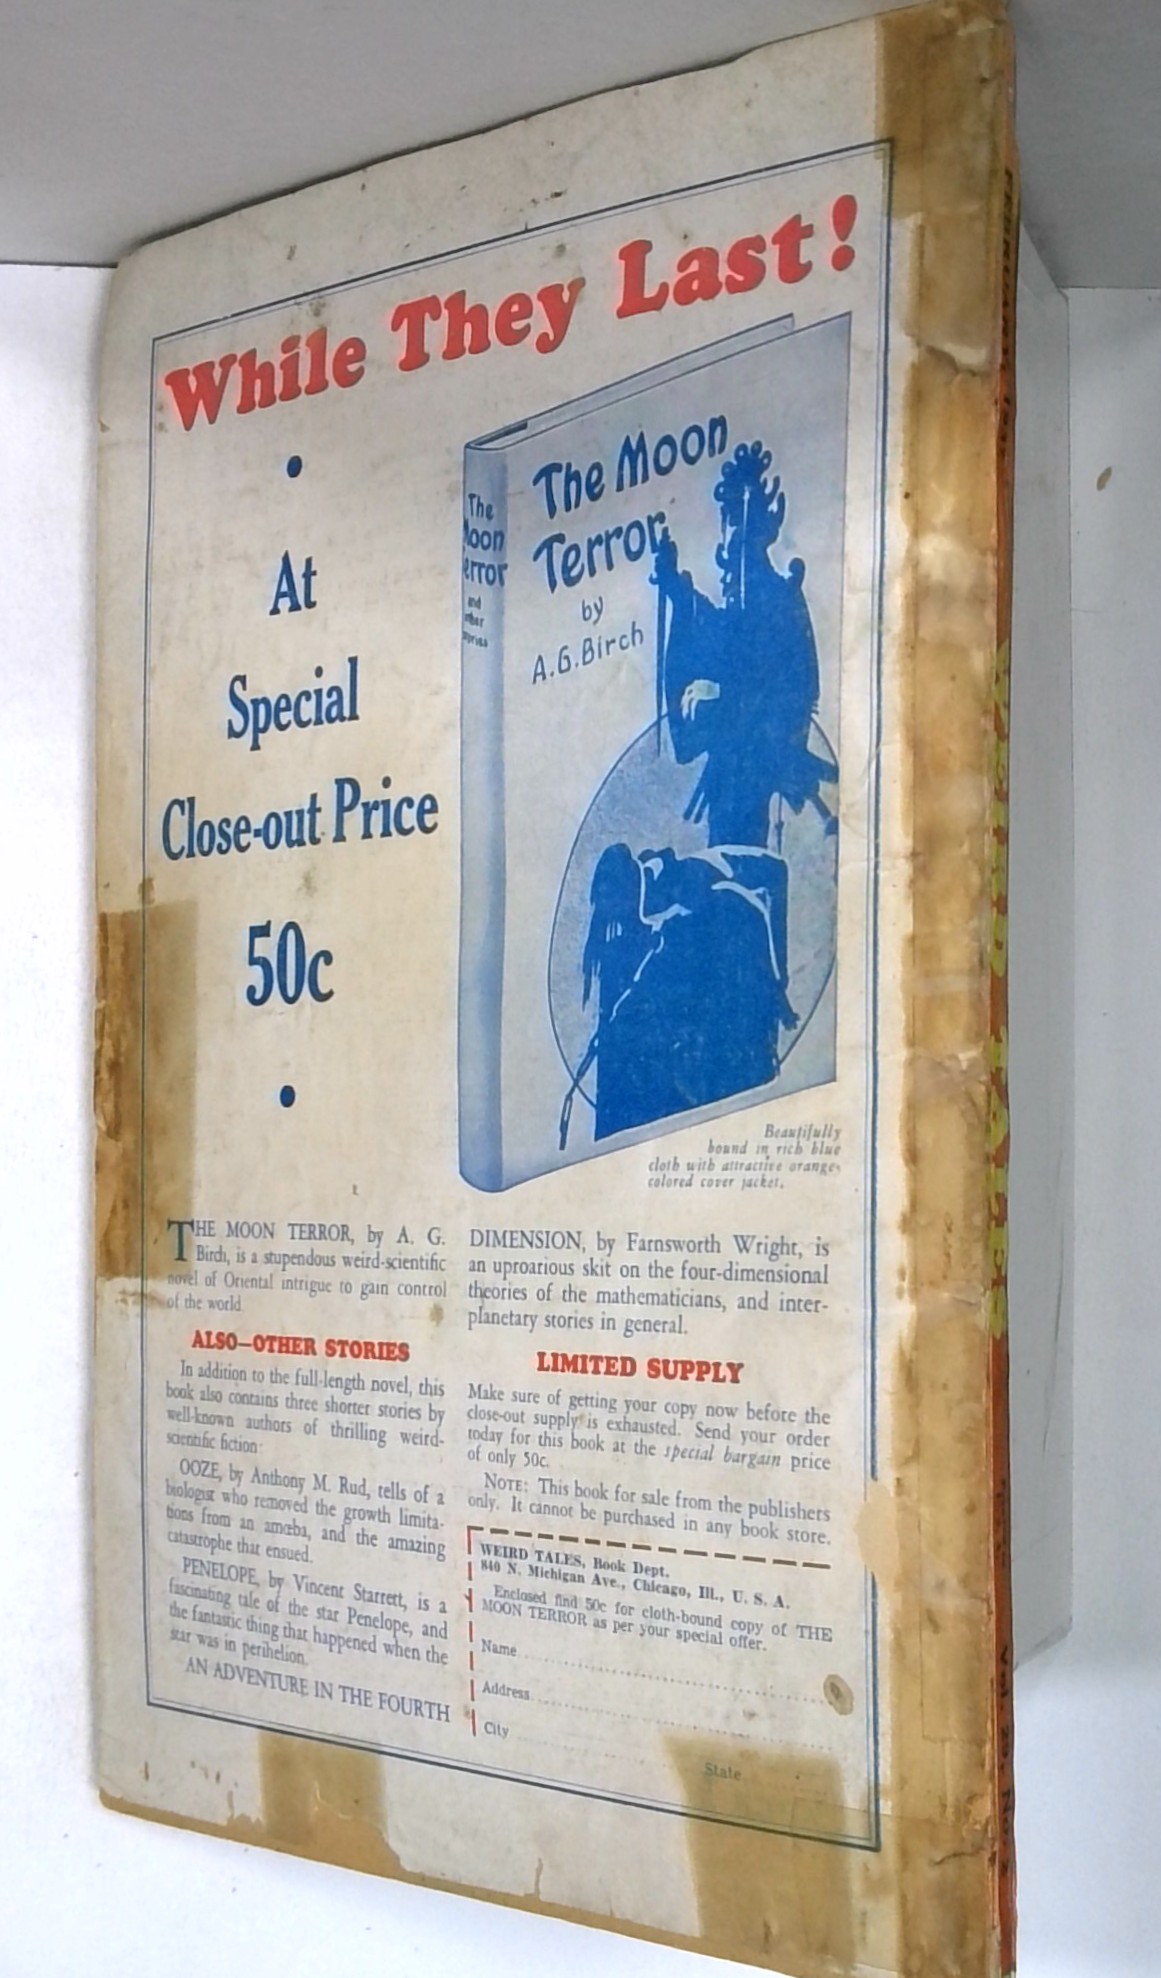 While They Last!
At
Special
Close-out Price
50c
The Moon
Terror
by
A.G.Birch
The
Moon
Terror
and
other
stories
Beautifully
bound in rich blue
cloth with attractive orange-
colored cover jacket.
THE MOON TERROR, by A. G.
Birch, is a stupendous weird-scientific
novel of Oriental intrigue to gain control
of the world
ALSO—OTHER STORIES
In addition to the full-length novel, this
book also contains three shorter stories by
well-known authors of thrilling weird-
scientific fiction:
OOZE, by Anthony M. Rud, tells of a
biologist who removed the growth limita-
tions from an amœba, and the amazing
catastrophe that ensued.
PENELOPE, by Vincent Starrett, is a
fascinating tale of the star Penelope, and
the fantastic thing that happened when the
star was in perihelion.
AN ADVENTURE IN THE FOURTH
DIMENSION, by Farnsworth Wright, is
an uproarious skit on the four-dimensional
theories of the mathematicians, and inter-
planetary stories in general.
LIMITED SUPPLY
Make sure of getting your copy now before the
close-out supply is exhausted. Send your order
today for this book at the special bargain price
of only 50c.
NOTE: This book for sale from the publishers
only. It cannot be purchased in any book store.
WEIRD TALES, Book Dept.
840 N. Michigan Ave., Chicago, Ill., U. S. A.
Enclosed find 50c for cloth-bound copy of THE
MOON TERROR as per your special offer.
Name
Address
City
State
WEIRD TALES